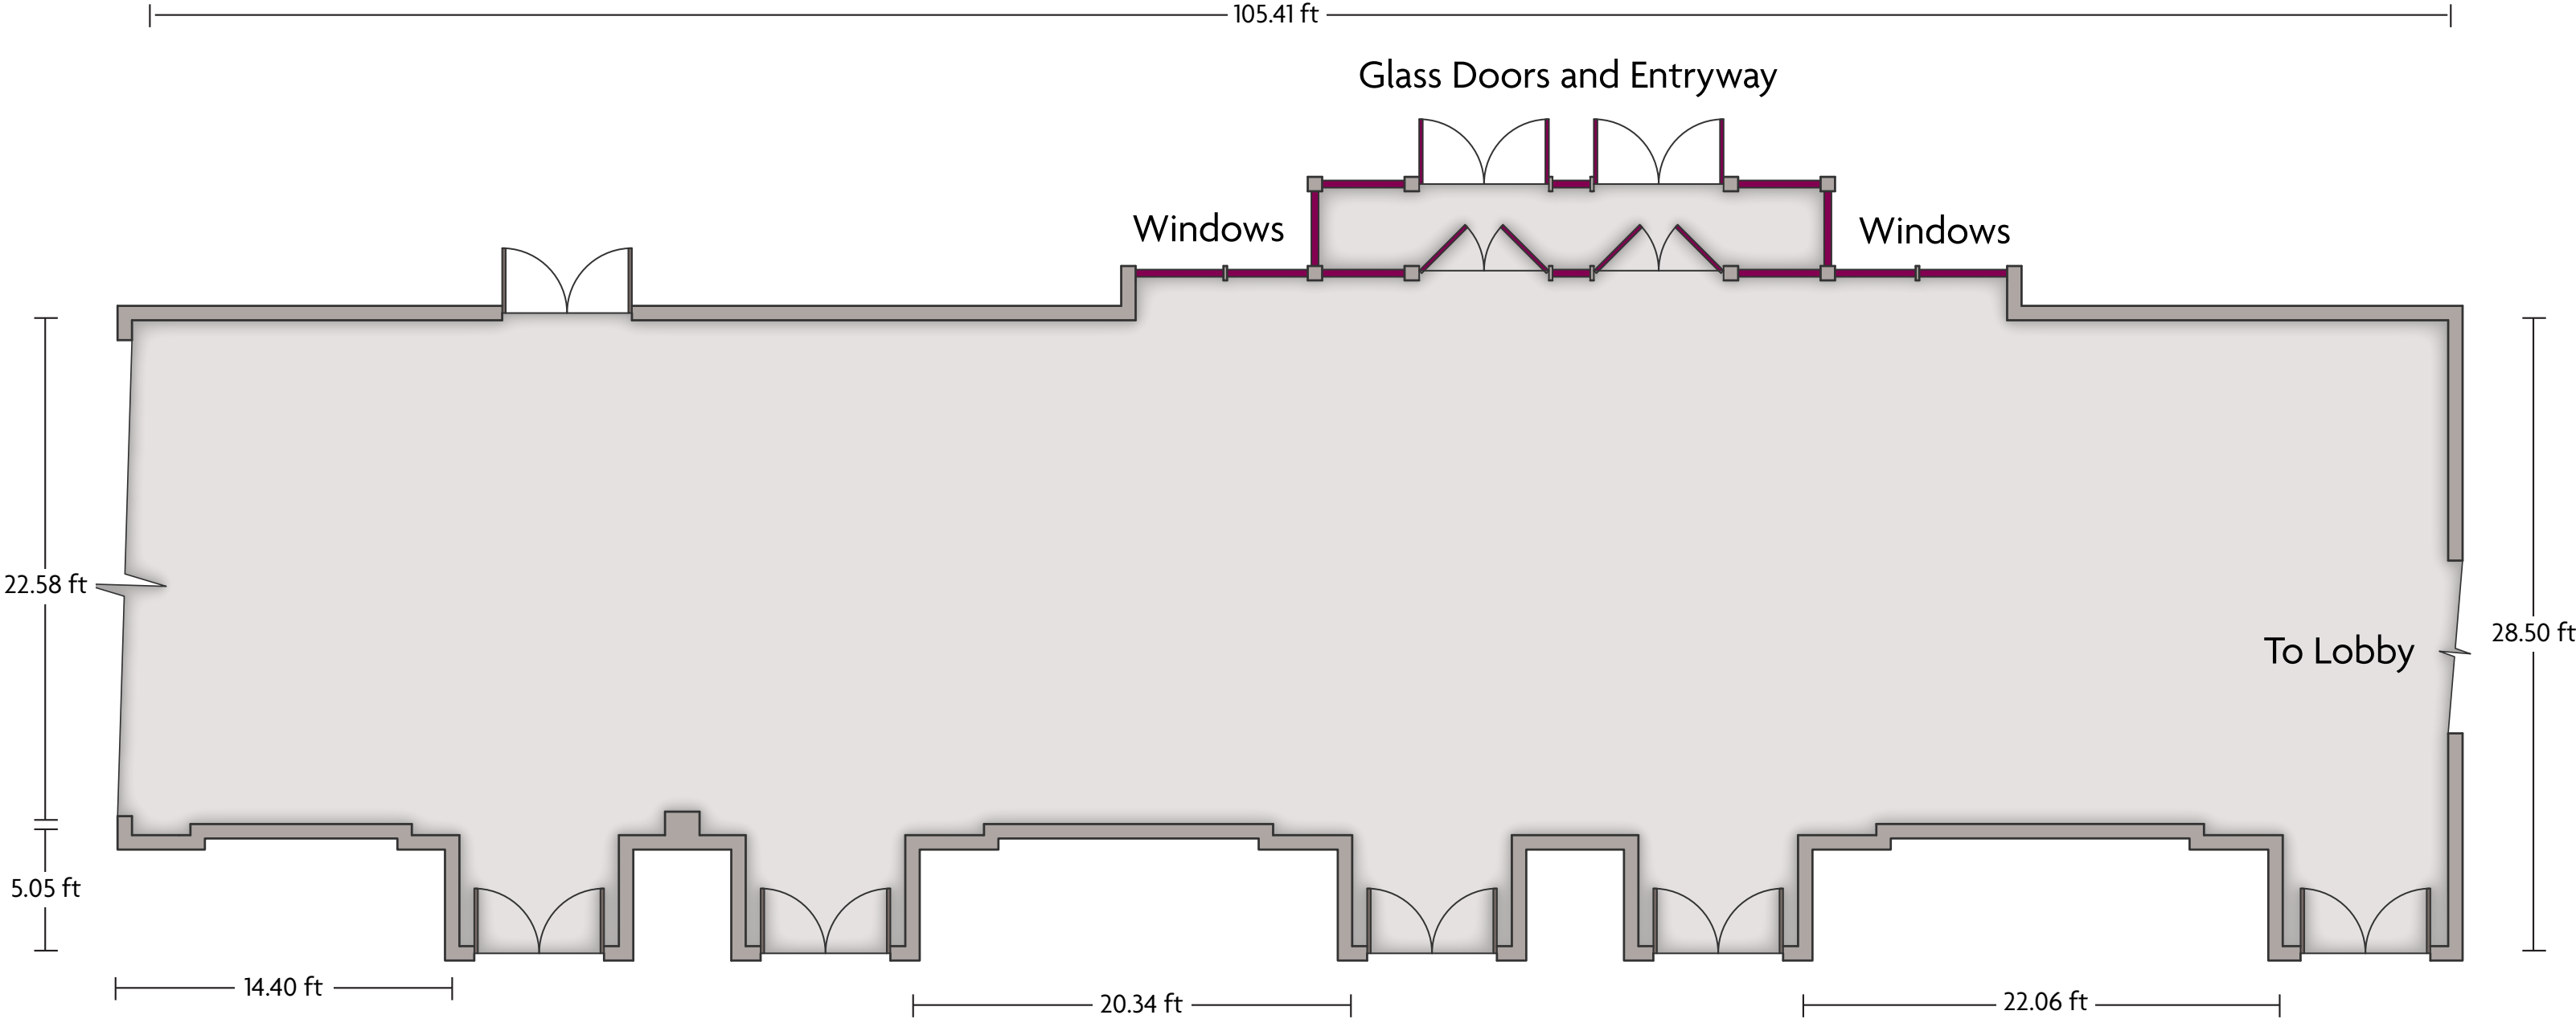 105.41 ft
Glass Doors and Entryway
Windows
Windows
22.58 ft
28.50 ft
To Lobby
5.05 ft
14.40 ft
20.34 ft
22.06 ft